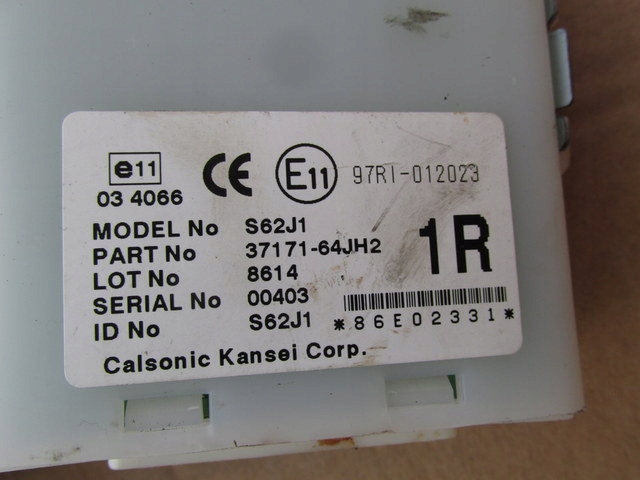 e11
03 4066
CE
E11
97RI-012023
MODEL No S62J1
PART No 37171-64JH2
LOT No 8614
SERIAL No 00403
ID No S62J1
1R
*86E02331*
Calsonic Kansei Corp.